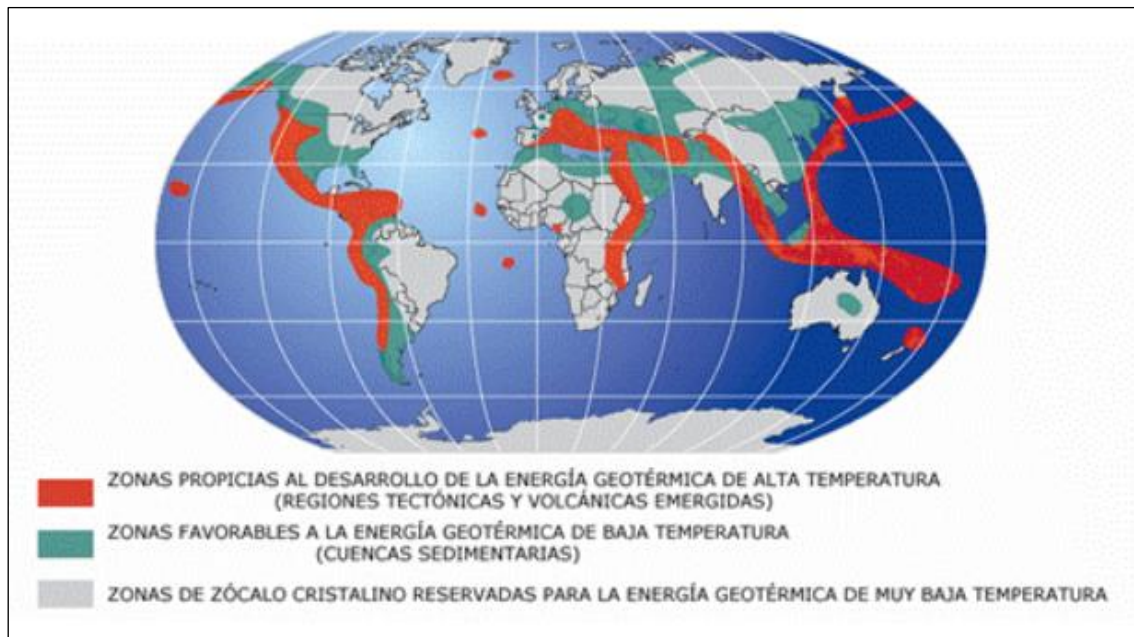 ZONAS PROPICIAS AL DESARROLLO DE LA ENERGÍA GEOTÉRMICA DE ALTA TEMPERATURA
(REGIONES TECTÓNICAS Y VOLCÁNICAS EMERGIDAS)
ZONAS FAVORABLES A LA ENERGÍA GEOTÉRMICA DE BAJA TEMPERATURA
(CUENCAS SEDIMENTARIAS)
ZONAS DE ZÓCALO CRISTALINO RESERVADAS PARA LA ENERGÍA GEOTÉRMICA DE MUY BAJA TEMPERATURA